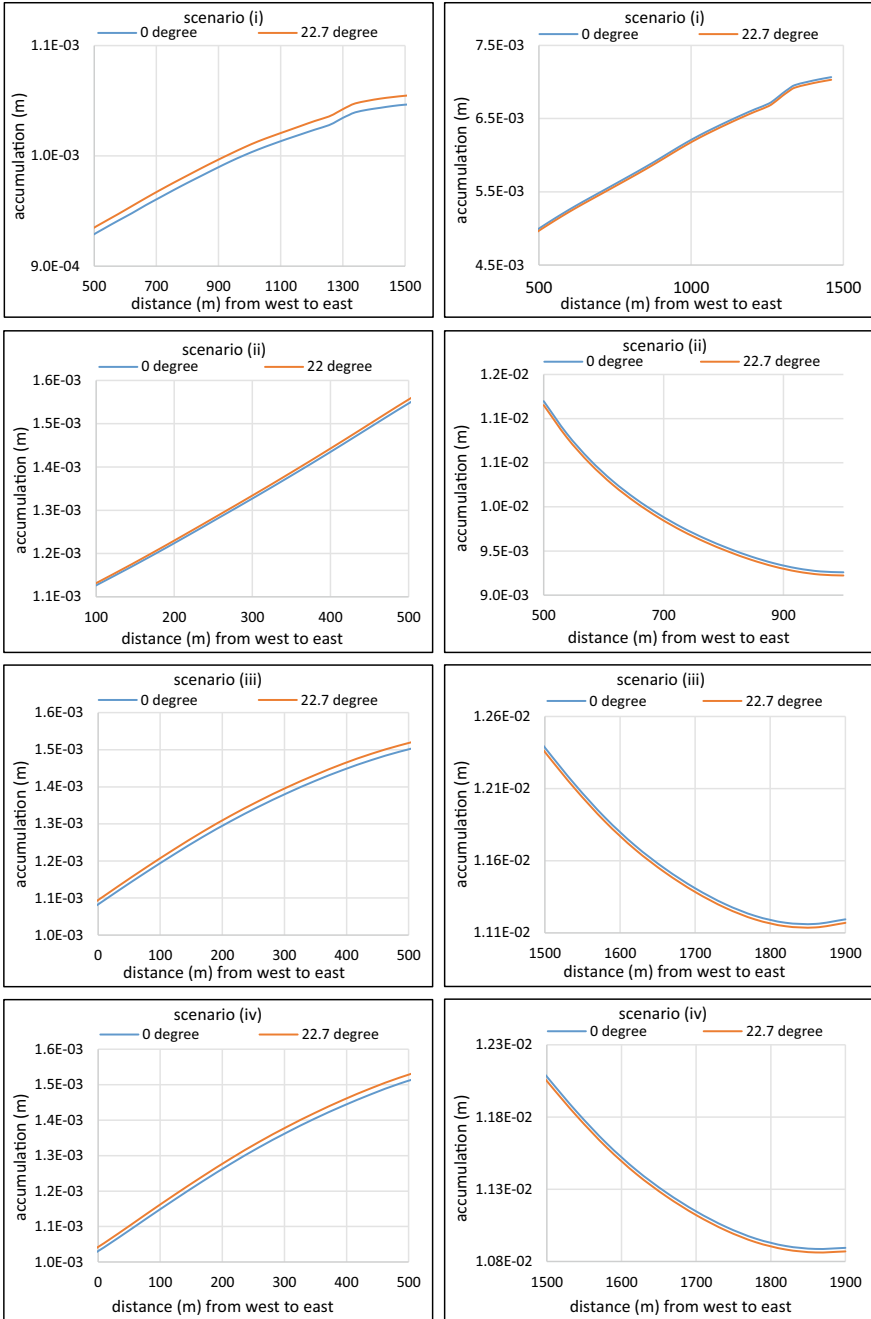 scenario (i)
0 degree 22.7 degree
accumulation (m)
1.1E-03
1.0E-03
9.0E-04
500 700 900 1100 1300 1500
distance (m) from west to east
scenario (i)
0 degree 22.7 degree
accumulation (m)
7.5E-03
6.5E-03
5.5E-03
4.5E-03
500 1000 1500
distance (m) from west to east
scenario (ii)
0 degree 22 degree
accumulation (m)
1.6E-03
1.5E-03
1.4E-03
1.3E-03
1.2E-03
1.1E-03
100 200 300 400 500
distance (m) from west to east
scenario (ii)
0 degree 22.7 degree
accumulation (m)
1.2E-02
1.1E-02
1.1E-02
1.0E-02
9.5E-03
9.0E-03
500 700 900
distance (m) from west to east
scenario (iii)
0 degree 22.7 degree
accumulation (m)
1.6E-03
1.5E-03
1.4E-03
1.3E-03
1.2E-03
1.1E-03
1.0E-03
0 100 200 300 400 500
distance (m) from west to east
scenario (iii)
0 degree 22.7 degree
accumulation (m)
1.26E-02
1.21E-02
1.16E-02
1.11E-02
1500 1600 1700 1800 1900
distance (m) from west to east
scenario (iv)
0 degree 22.7 degree
accumulation (m)
1.6E-03
1.5E-03
1.4E-03
1.3E-03
1.2E-03
1.1E-03
1.0E-03
0 100 200 300 400 500
distance (m) from west to east
scenario (iv)
0 degree 22.7 degree
accumulation (m)
1.23E-02
1.18E-02
1.13E-02
1.08E-02
1500 1600 1700 1800 1900
distance (m) from west to east